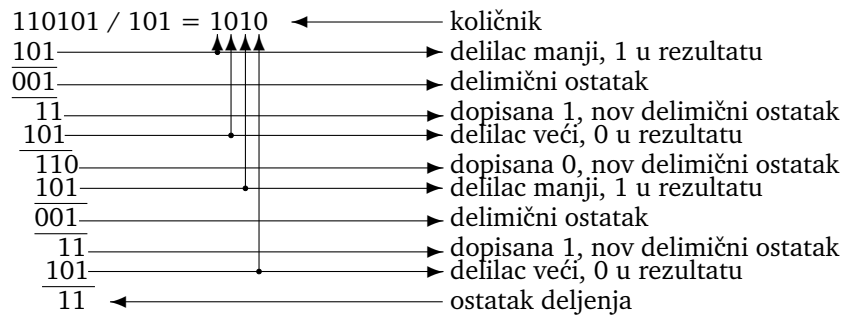 110101 / 101 = 1010 količnik
101 delilac manji, 1 u rezultatu
001 delimični ostatak
11 dopisana 1, nov delimični ostatak
101 delilac veći, 0 u rezultatu
110 dopisana 0, nov delimični ostatak
101 delilac manji, 1 u rezultatu
001 delimični ostatak
11 dopisana 1, nov delimični ostatak
101 delilac veći, 0 u rezultatu
11 ostatak deljenja